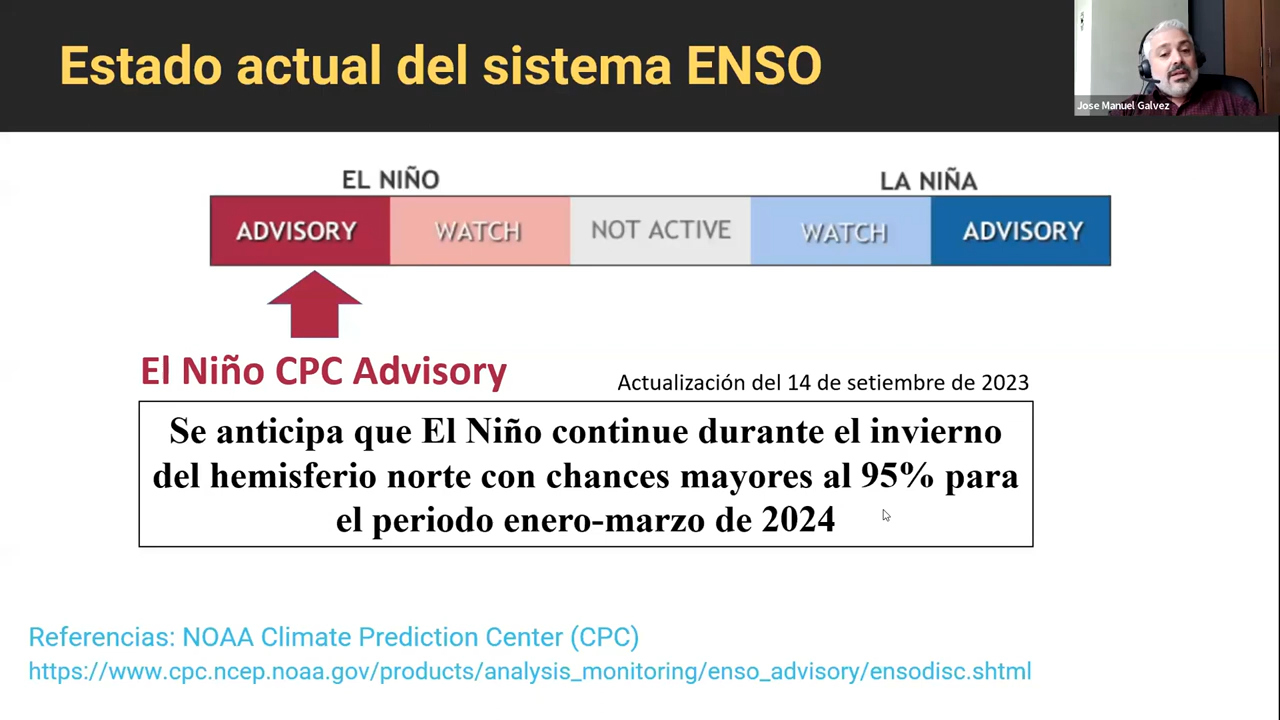 Estado actual del sistema ENSO
Jose Manuel Galvez
EL NIÑO
LA NIÑA
ADVISORY
WATCH
NOT ACTIVE
WATCH
ADVISORY
El Niño CPC Advisory
Actualización del 14 de setiembre de 2023
Se anticipa que El Niño continue durante el invierno
del hemisferio norte con chances mayores al 95% para
el periodo enero-marzo de 2024
Referencias: NOAA Climate Prediction Center (CPC)
https://www.cpc.ncep.noaa.gov/products/analysis_monitoring/enso_advisory/ensodisc.shtml